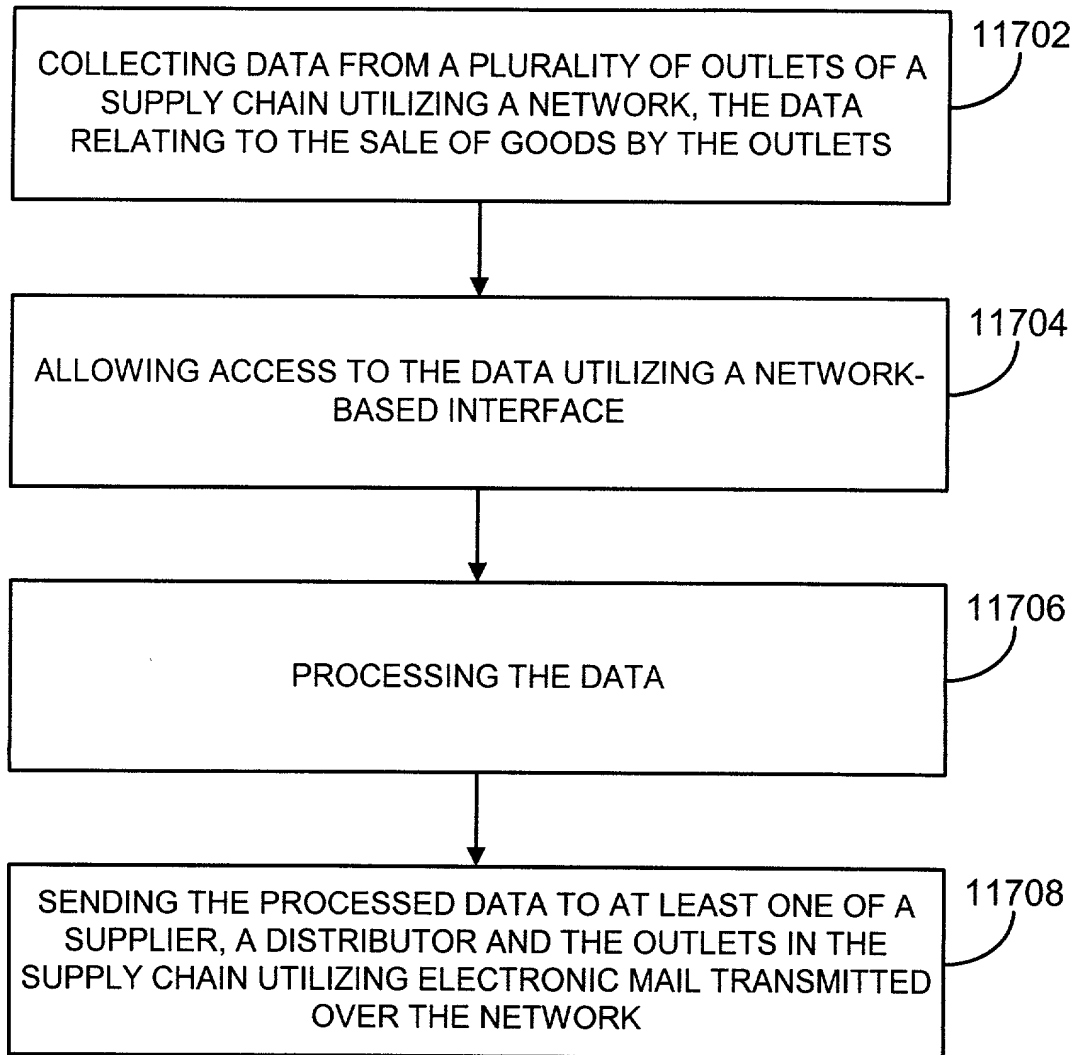 11702
COLLECTING DATA FROM A PLURALITY OF OUTLETS OF A
SUPPLY CHAIN UTILIZING A NETWORK, THE DATA
RELATING TO THE SALE OF GOODS BY THE OUTLETS
11704
ALLOWING ACCESS TO THE DATA UTILIZING A NETWORK-
BASED INTERFACE
11706
PROCESSING THE DATA
11708
SENDING THE PROCESSED DATA TO AT LEAST ONE OF A
SUPPLIER, A DISTRIBUTOR AND THE OUTLETS IN THE
SUPPLY CHAIN UTILIZING ELECTRONIC MAIL TRANSMITTED
OVER THE NETWORK